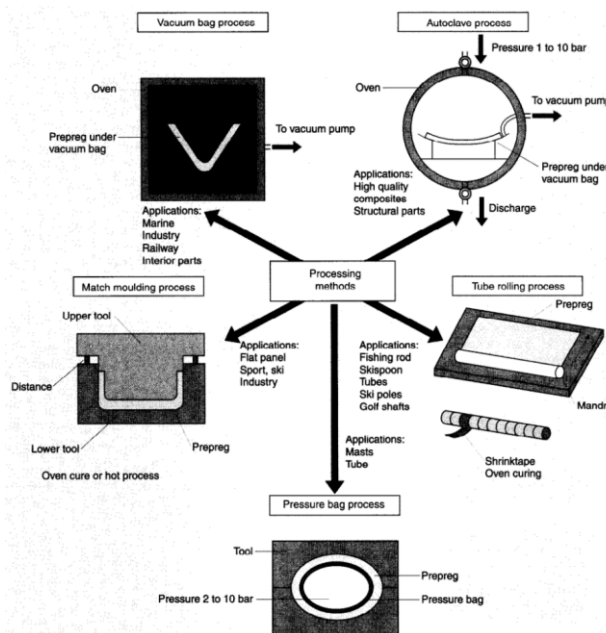 Vacuum bag process
Oven
Prepreg under
vacuum bag
To vacuum pump
Applications:
Marine
Industry
Railway
Interior parts
Autoclave process
Pressure 1 to 10 bar
Oven
To vacuum pump
Prepreg under
vacuum bag
Applications:
High quality
composites
Structural parts
Discharge
Processing
methods
Match moulding process
Upper tool
Distance
Lower tool
Prepreg
Oven cure or hot process
Applications:
Flat panel
Sport, ski
Industry
Applications:
Fishing rod
Skispoon
Tubes
Ski poles
Golf shafts
Tube rolling process
Prepreg
Mandr
Shrinktape
Oven curing
Applications:
Masts
Tube
Pressure bag process
Tool
Prepreg
Pressure 2 to 10 bar
Pressure bag